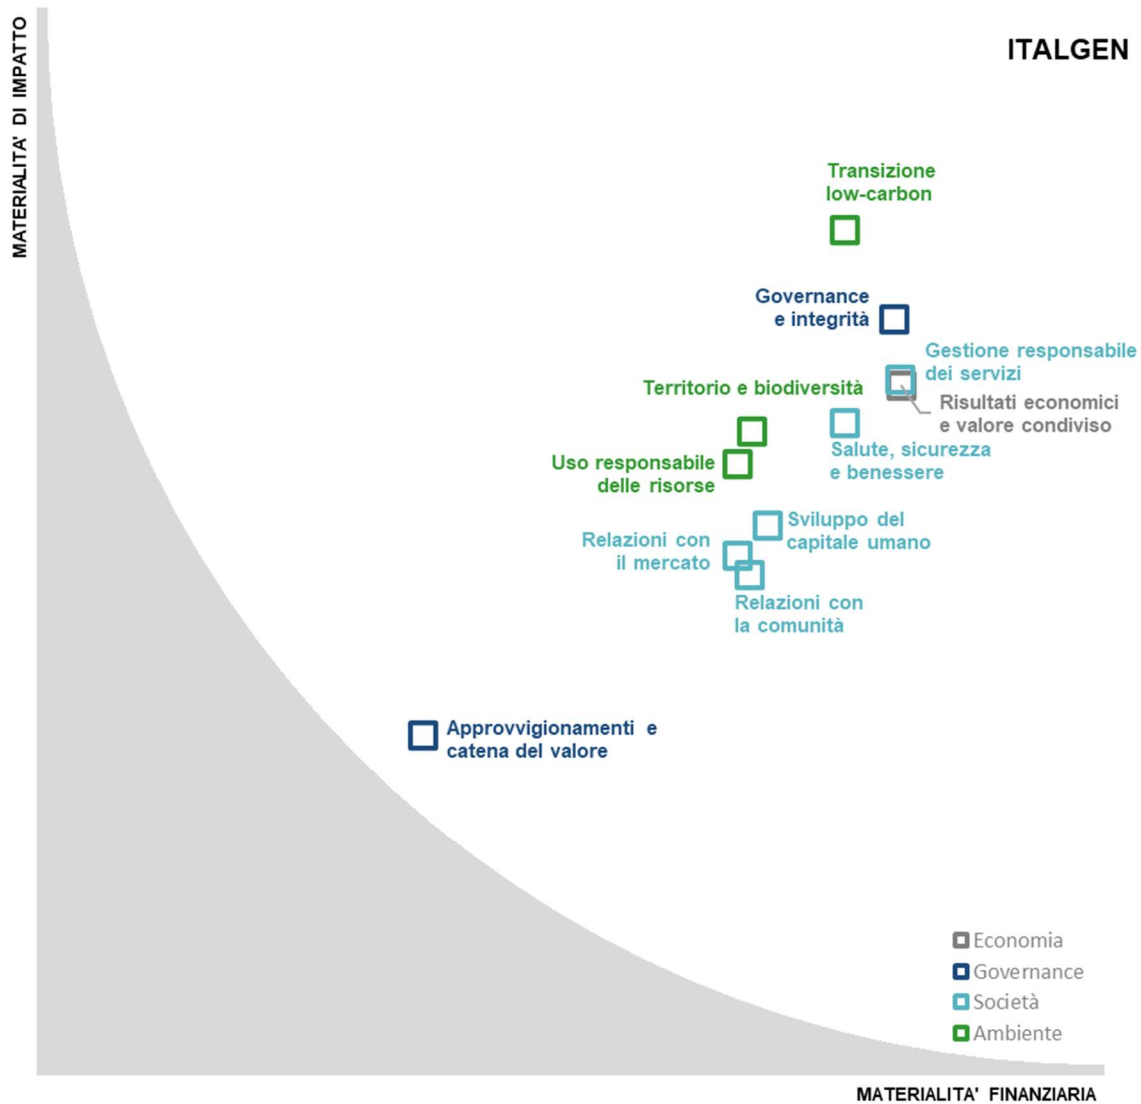 MATERIALITA' DI IMPATTO
ITALGEN
Transizione
low-carbon
Governance
e integrità
Gestione responsabile
dei servizi
Territorio e biodiversità
Risultati economici
e valore condiviso
Salute, sicurezza
e benessere
Uso responsabile
delle risorse
Sviluppo del
capitale umano
Relazioni con
il mercato
Relazioni con
la comunità
Approvvigionamenti e
catena del valore
Economia
Governance
Società
Ambiente
MATERIALITA' FINANZIARIA